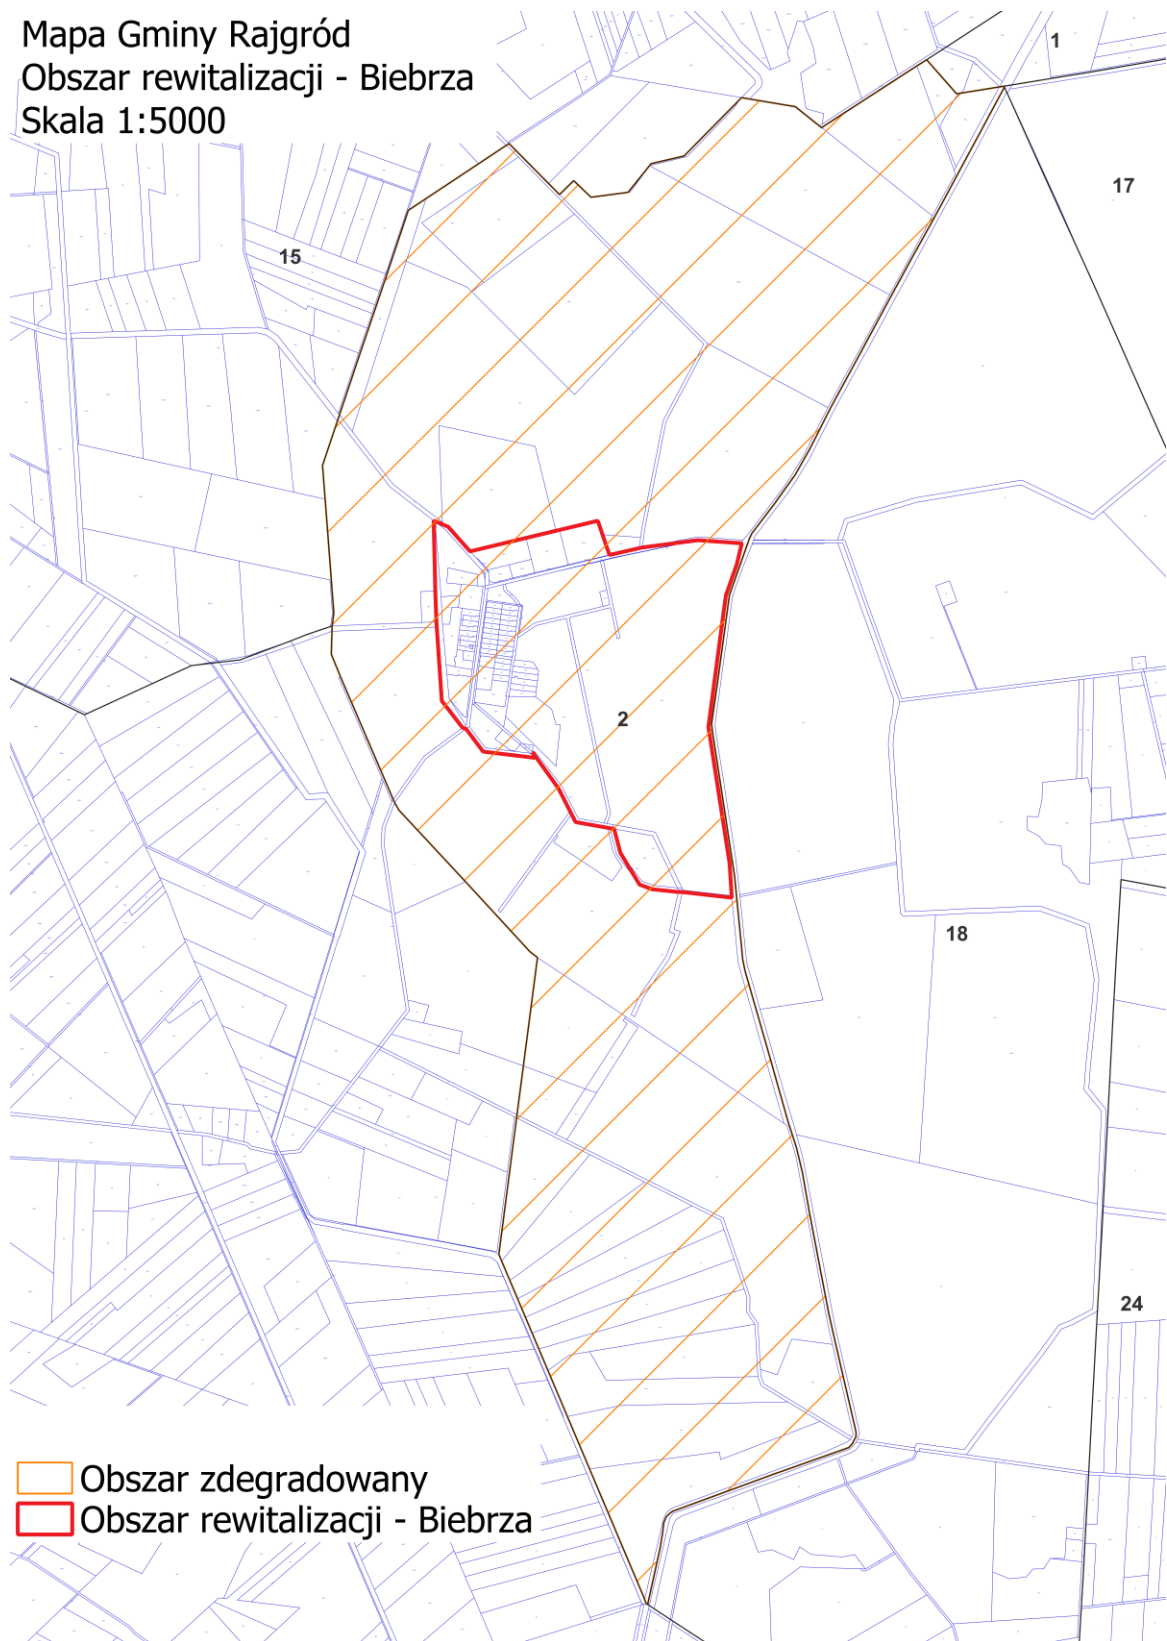 Mapa Gminy Rajgród
Obszar rewitalizacji - Biebrza
Skala 1:5000
1
17
15
2
18
24
Obszar zdegradowany
Obszar rewitalizacji - Biebrza